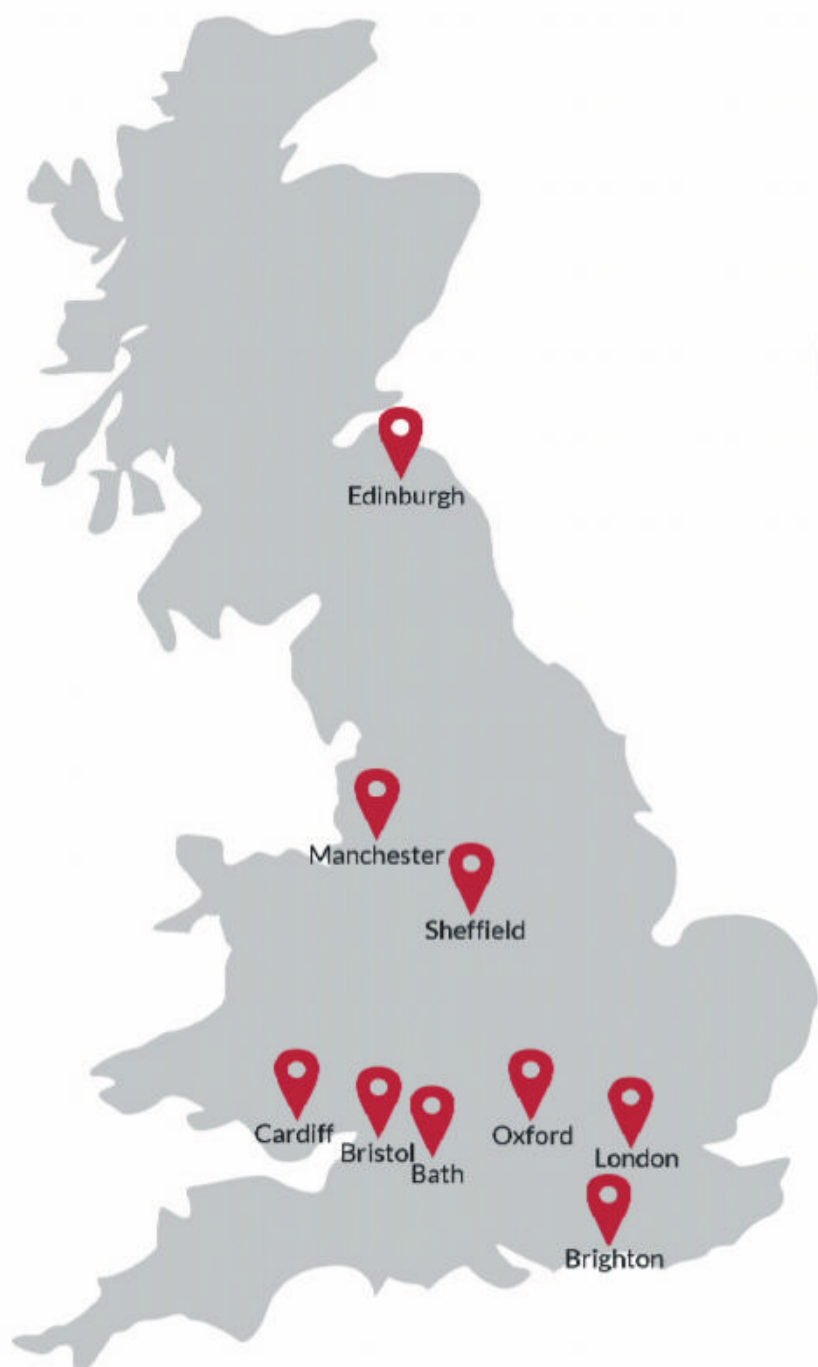 Edinburgh
Manchester
Sheffield
Cardiff
Bristol
Bath
Oxford
London
Brighton